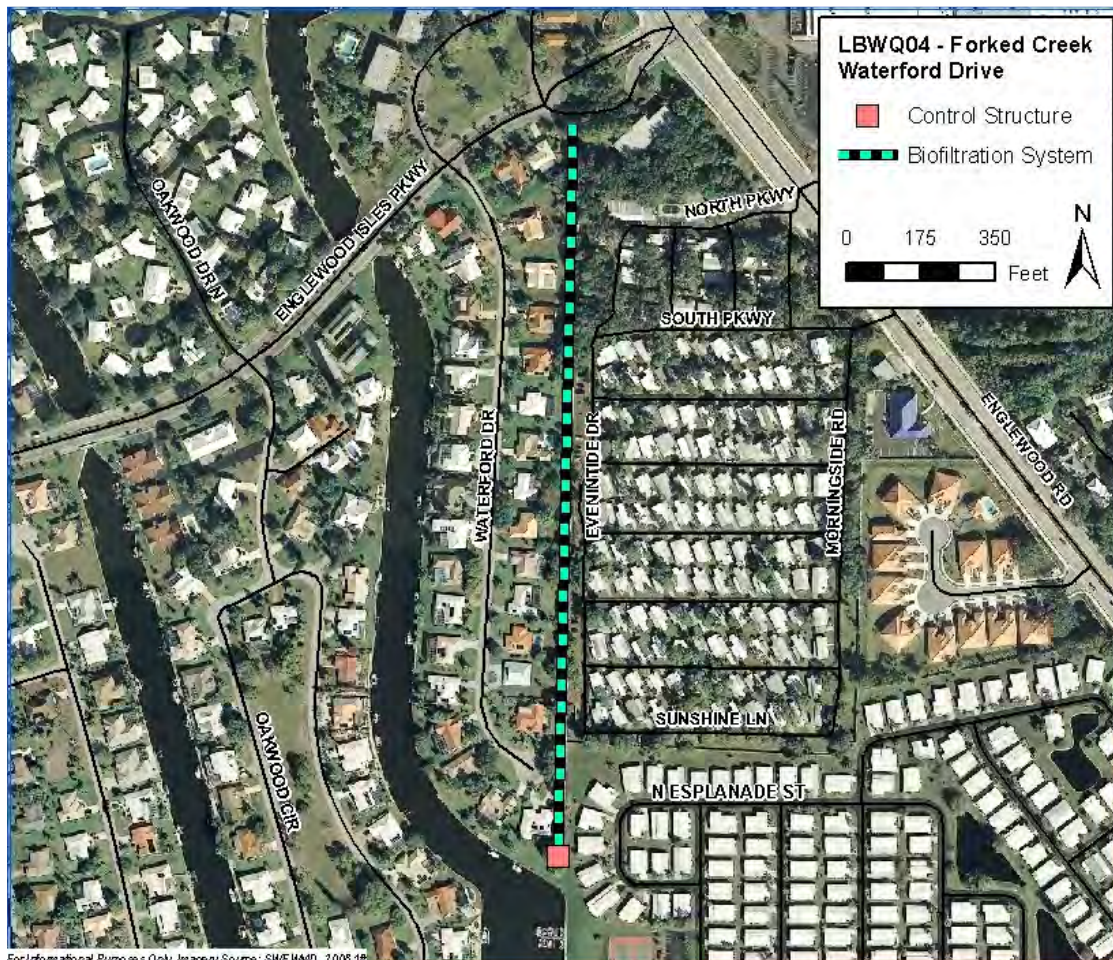 LBWQ04 - Forked Creek
Waterford Drive
Control Structure
Biofiltration System
N
0 175 350
Feet
OAKWOOD DR N
ENGLEWOOD ISLES PKWY
NORTH PKWY
SOUTH PKWY
WATERFORD DR
EVENINTIDE DR
MORNINGSIDE RD
ENGLEWOOD RD
SUNSHINE LN
OAKWOOD CIR
N ESPLANADE ST
For Informational Purposes Only. Imagery Source: SWFWMD, 2008 1ft